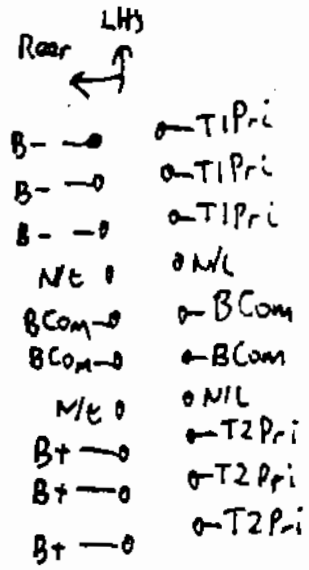 LHS
Rear
B- T1Pri
B- T1Pri
B- T1Pri
N/C N/C
BCom BCom
BCom BCom
N/C N/C
B+ T2Pri
B+ T2Pri
B+ T2Pri